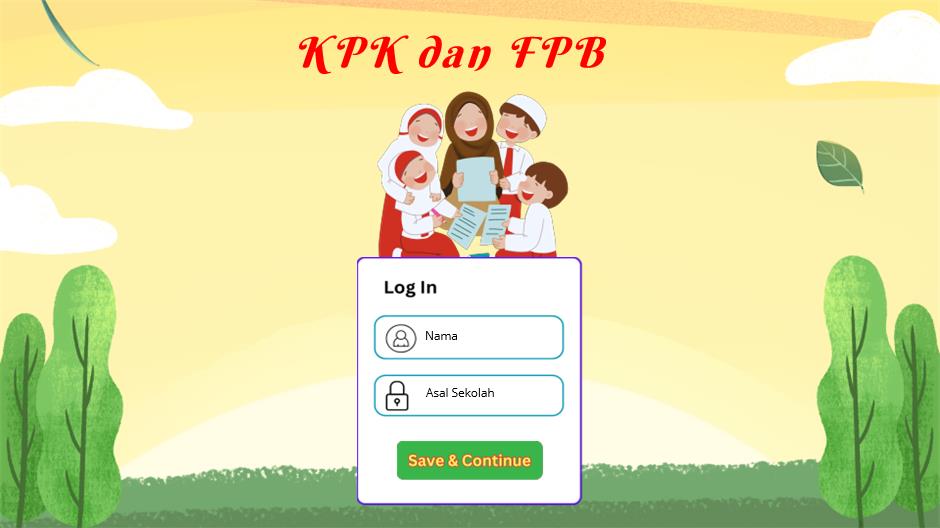 KPK dan FPB
Log In
Nama
Asal Sekolah
Save & Continue